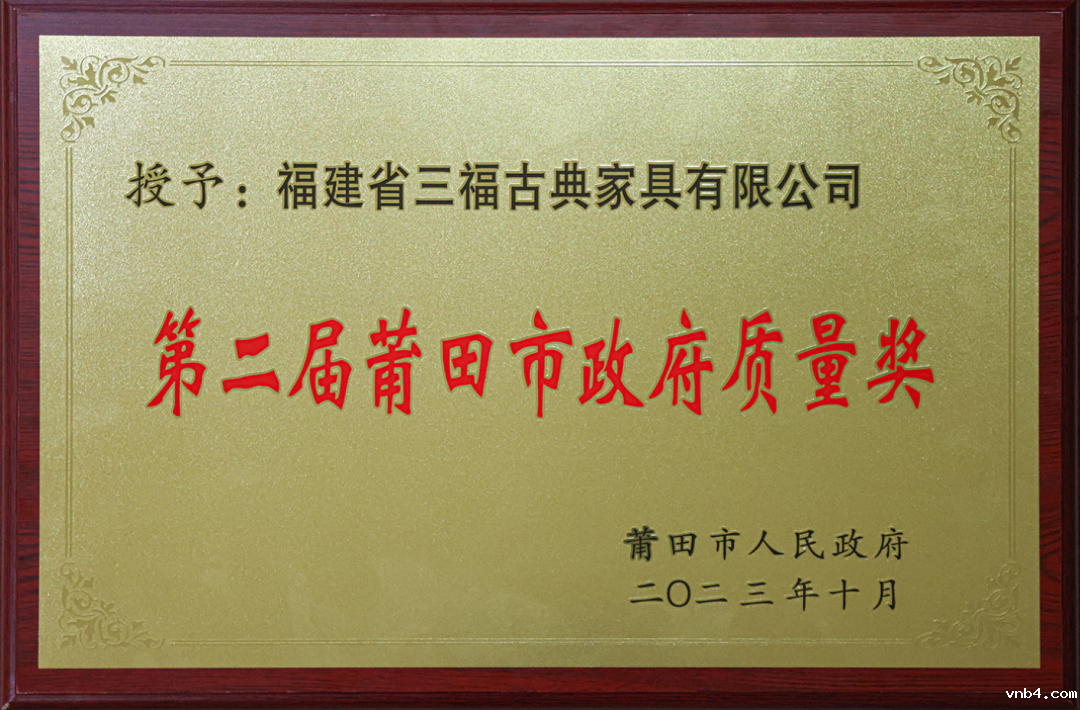 授予：福建省三福古典家具有限公司
第二届莆田市政府质量奖
莆田市人民政府
二〇二三年十月
vnb4.com